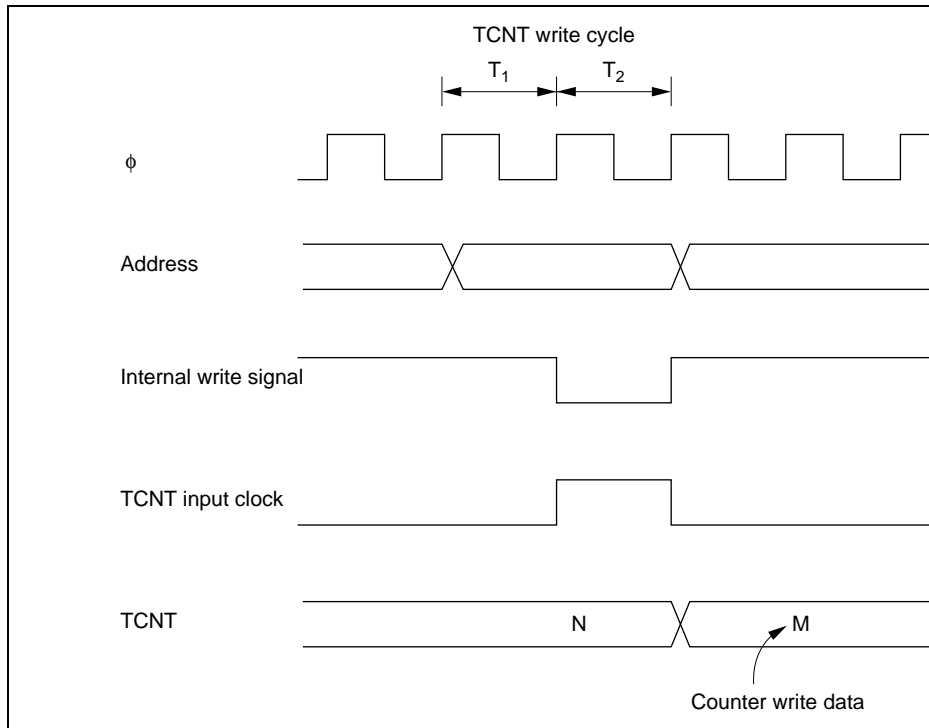 TCNT write cycle
T1 T2
ϕ
Address
Internal write signal
TCNT input clock
TCNT N M
Counter write data